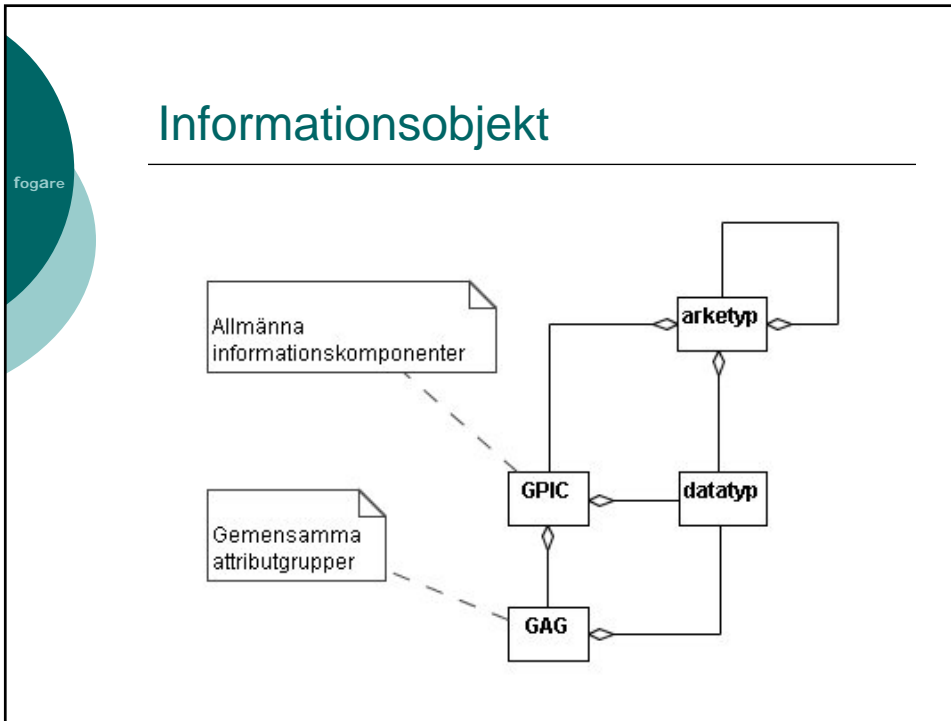 Informationsobjekt
fogare
Allmänna
informationskomponenter
arketyp
GPIC
datatyp
Gemensamma
attributgrupper
GAG